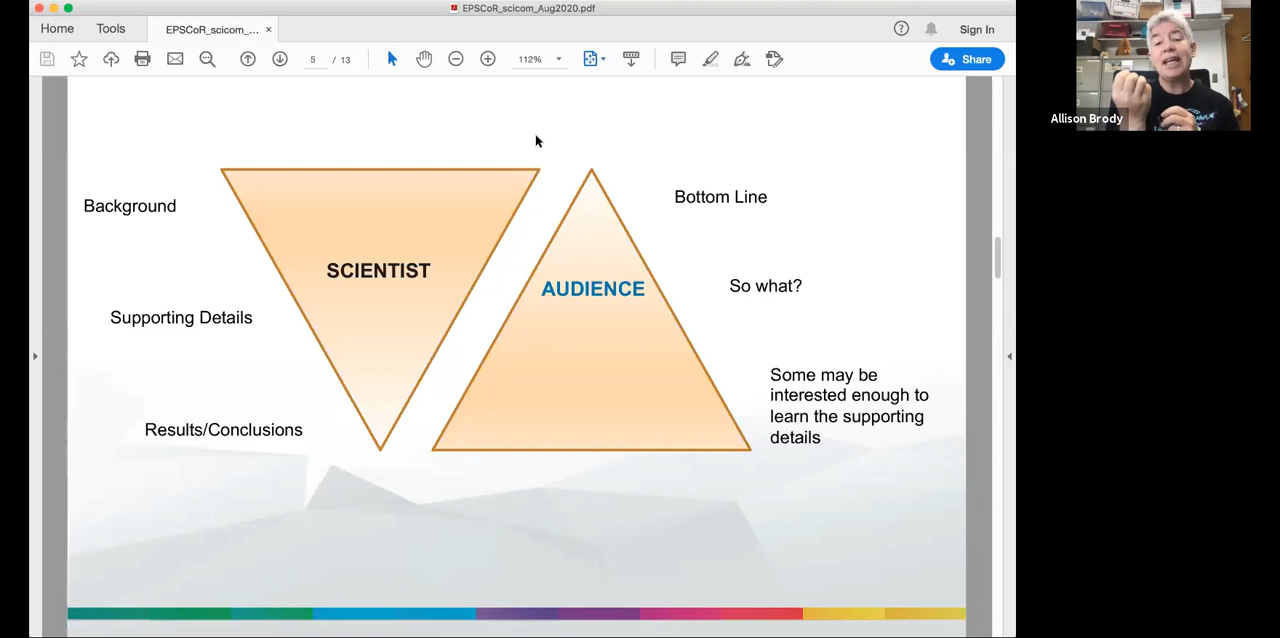 EPSCoR_scicom_Aug2020.pdf
Home
Tools
EPSCoR_scicom_... ×
Sign In
5 / 13
112%
Share
Allison Brody
Background
SCIENTIST
Supporting Details
Results/Conclusions
AUDIENCE
Bottom Line
So what?
Some may be
interested enough to
learn the supporting
details